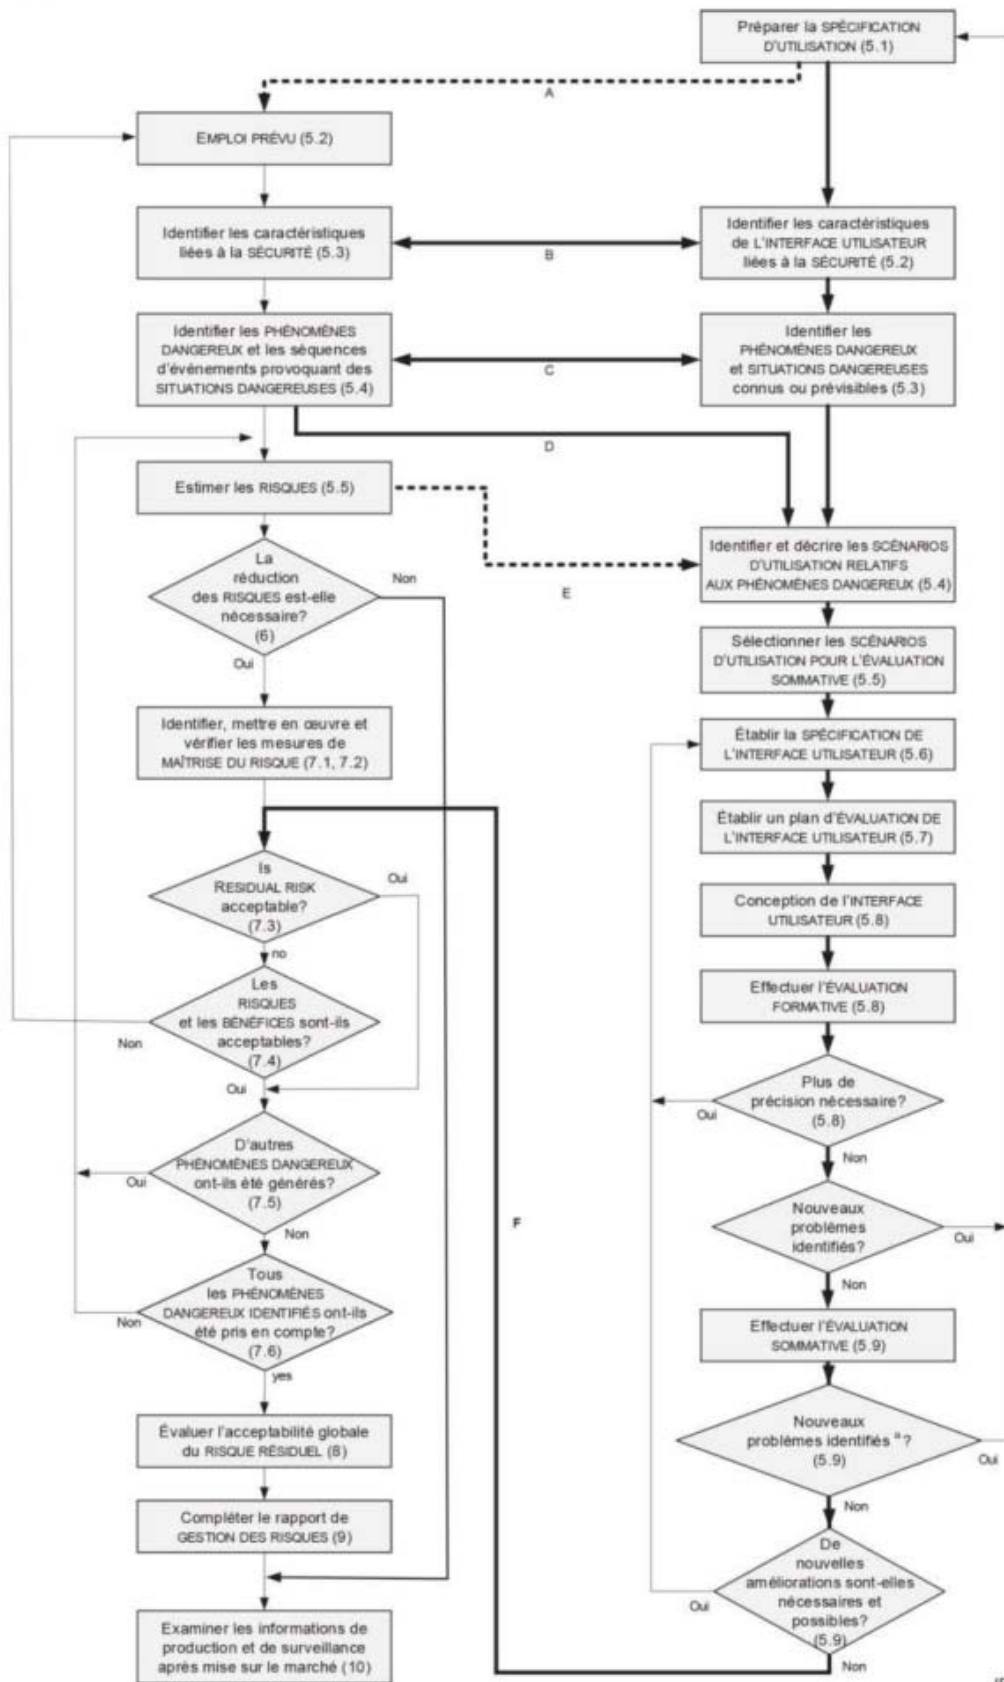 Préparer la SPÉCIFICATION
D'UTILISATION (5.1)
A
EMPLOI PRÉVU (5.2)
Identifier les caractéristiques
liées à la SÉCURITÉ (5.3)
B
Identifier les caractéristiques
de L'INTERFACE UTILISATEUR
liées à la SÉCURITÉ (5.2)
Identifier les PHÉNOMÈNES
DANGEREUX et les séquences
d'événements provoquant des
SITUATIONS DANGEREUSES (5.4)
C
Identifier les
PHÉNOMÈNES DANGEREUX
et SITUATIONS DANGEREUSES
connus ou prévisibles (5.3)
D
Estimer les RISQUES (5.5)
E
Identifier et décrire les SCÉNARIOS
D'UTILISATION RELATIFS
AUX PHÉNOMÈNES DANGEREUX (5.4)
La
réduction
des RISQUES est-elle
nécessaire?
(6)
Non
Oui
Sélectionner les SCÉNARIOS
D'UTILISATION POUR L'ÉVALUATION
SOMMATIVE (5.5)
Identifier, mettre en œuvre et
vérifier les mesures de
MAÎTRISE DU RISQUE (7.1, 7.2)
Établir la SPÉCIFICATION DE
L'INTERFACE UTILISATEUR (5.6)
Établir un plan d'ÉVALUATION DE
L'INTERFACE UTILISATEUR (5.7)
Is
RESIDUAL RISK
acceptable?
(7.3)
Oui
no
Conception de l'INTERFACE
UTILISATEUR (5.8)
Les
RISQUES
et les BÉNÉFICES sont-ils
acceptables?
(7.4)
Non
Oui
Effectuer l'ÉVALUATION
FORMATIVE (5.8)
Plus de
précision nécessaire?
(5.8)
Oui
Non
D'autres
PHÉNOMÈNES DANGEREUX
ont-ils été générés?
(7.5)
Oui
Non
F
Nouveaux
problèmes
identifiés?
Oui
Non
Tous
les PHÉNOMÈNES
DANGEREUX IDENTIFIÉS ont-ils
été pris en compte?
(7.6)
Non
yes
Effectuer l'ÉVALUATION
SOMMATIVE (5.9)
Évaluer l'acceptabilité globale
du RISQUE RÉSIDUEL (8)
Nouveaux
problèmes identifiés a ?
(5.9)
Oui
Non
Compléter le rapport de
GESTION DES RISQUES (9)
De
nouvelles
améliorations sont-elles
nécessaires et
possibles?
(5.9)
Oui
Non
Examiner les informations de
production et de surveillance
après mise sur le marché (10)